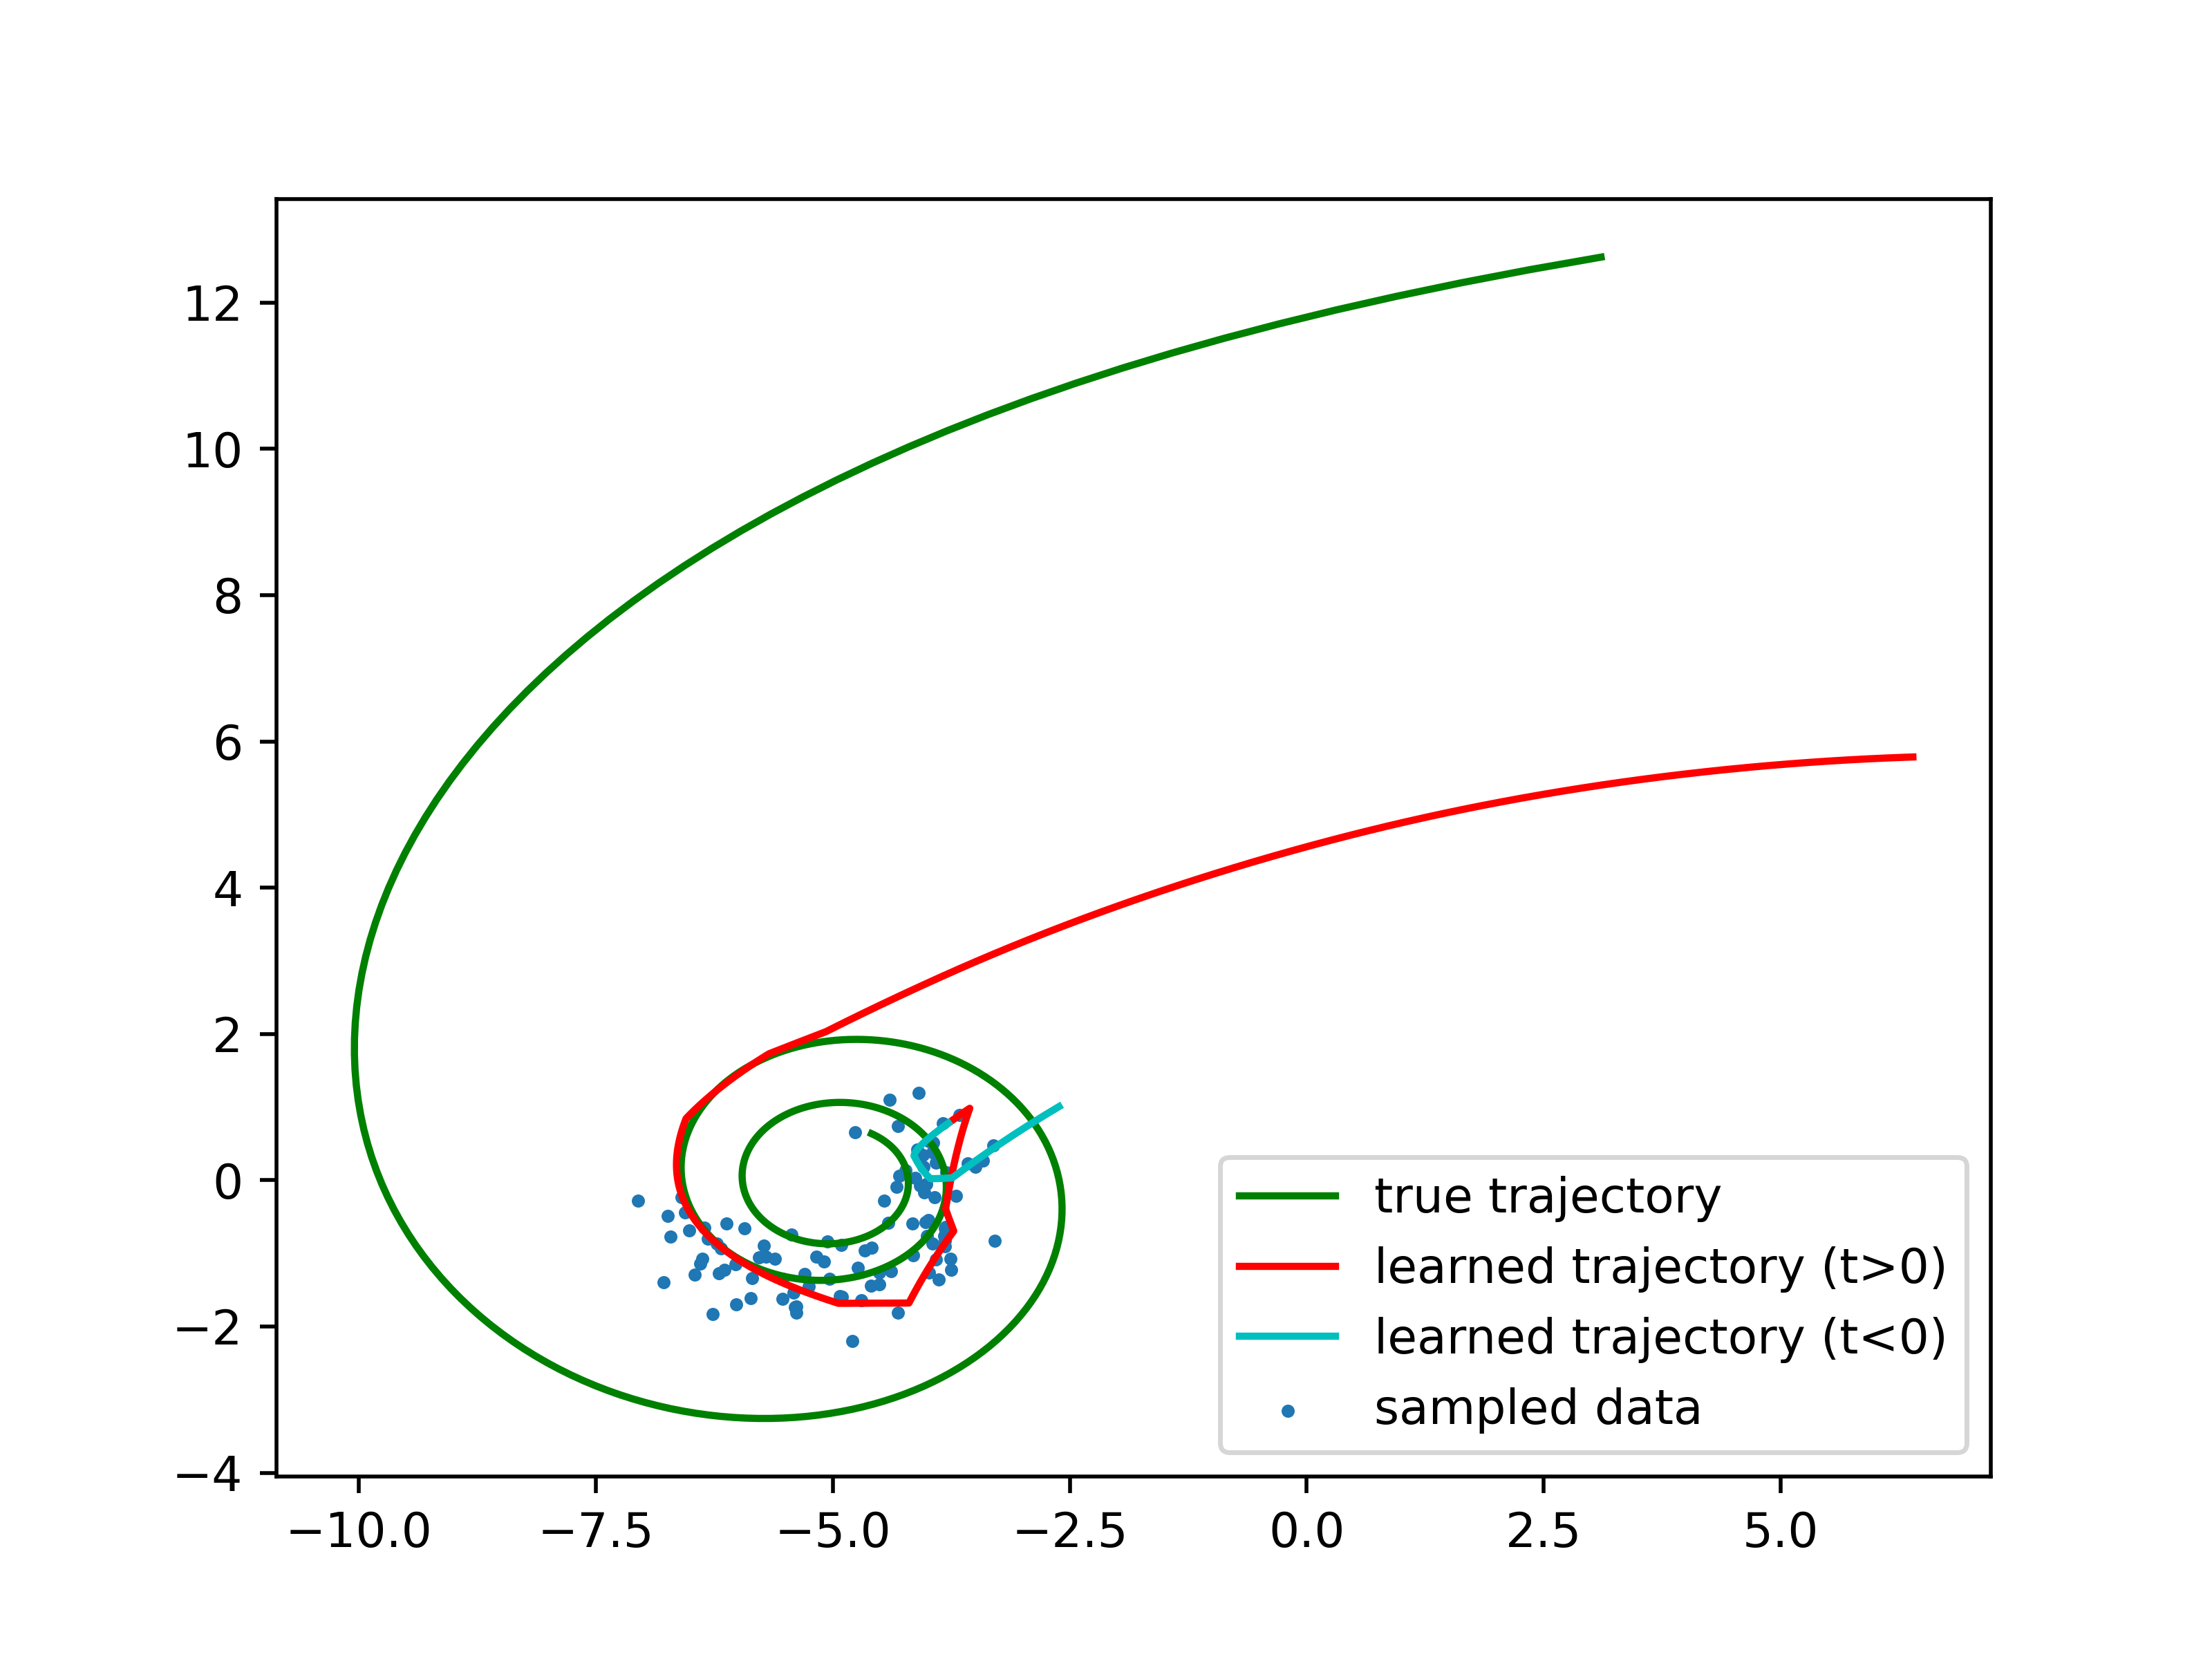 12
10
8
6
4
2
0
−2
−4
−10.0 −7.5 −5.0 −2.5 0.0 2.5 5.0
true trajectory
learned trajectory (t>0)
learned trajectory (t<0)
sampled data